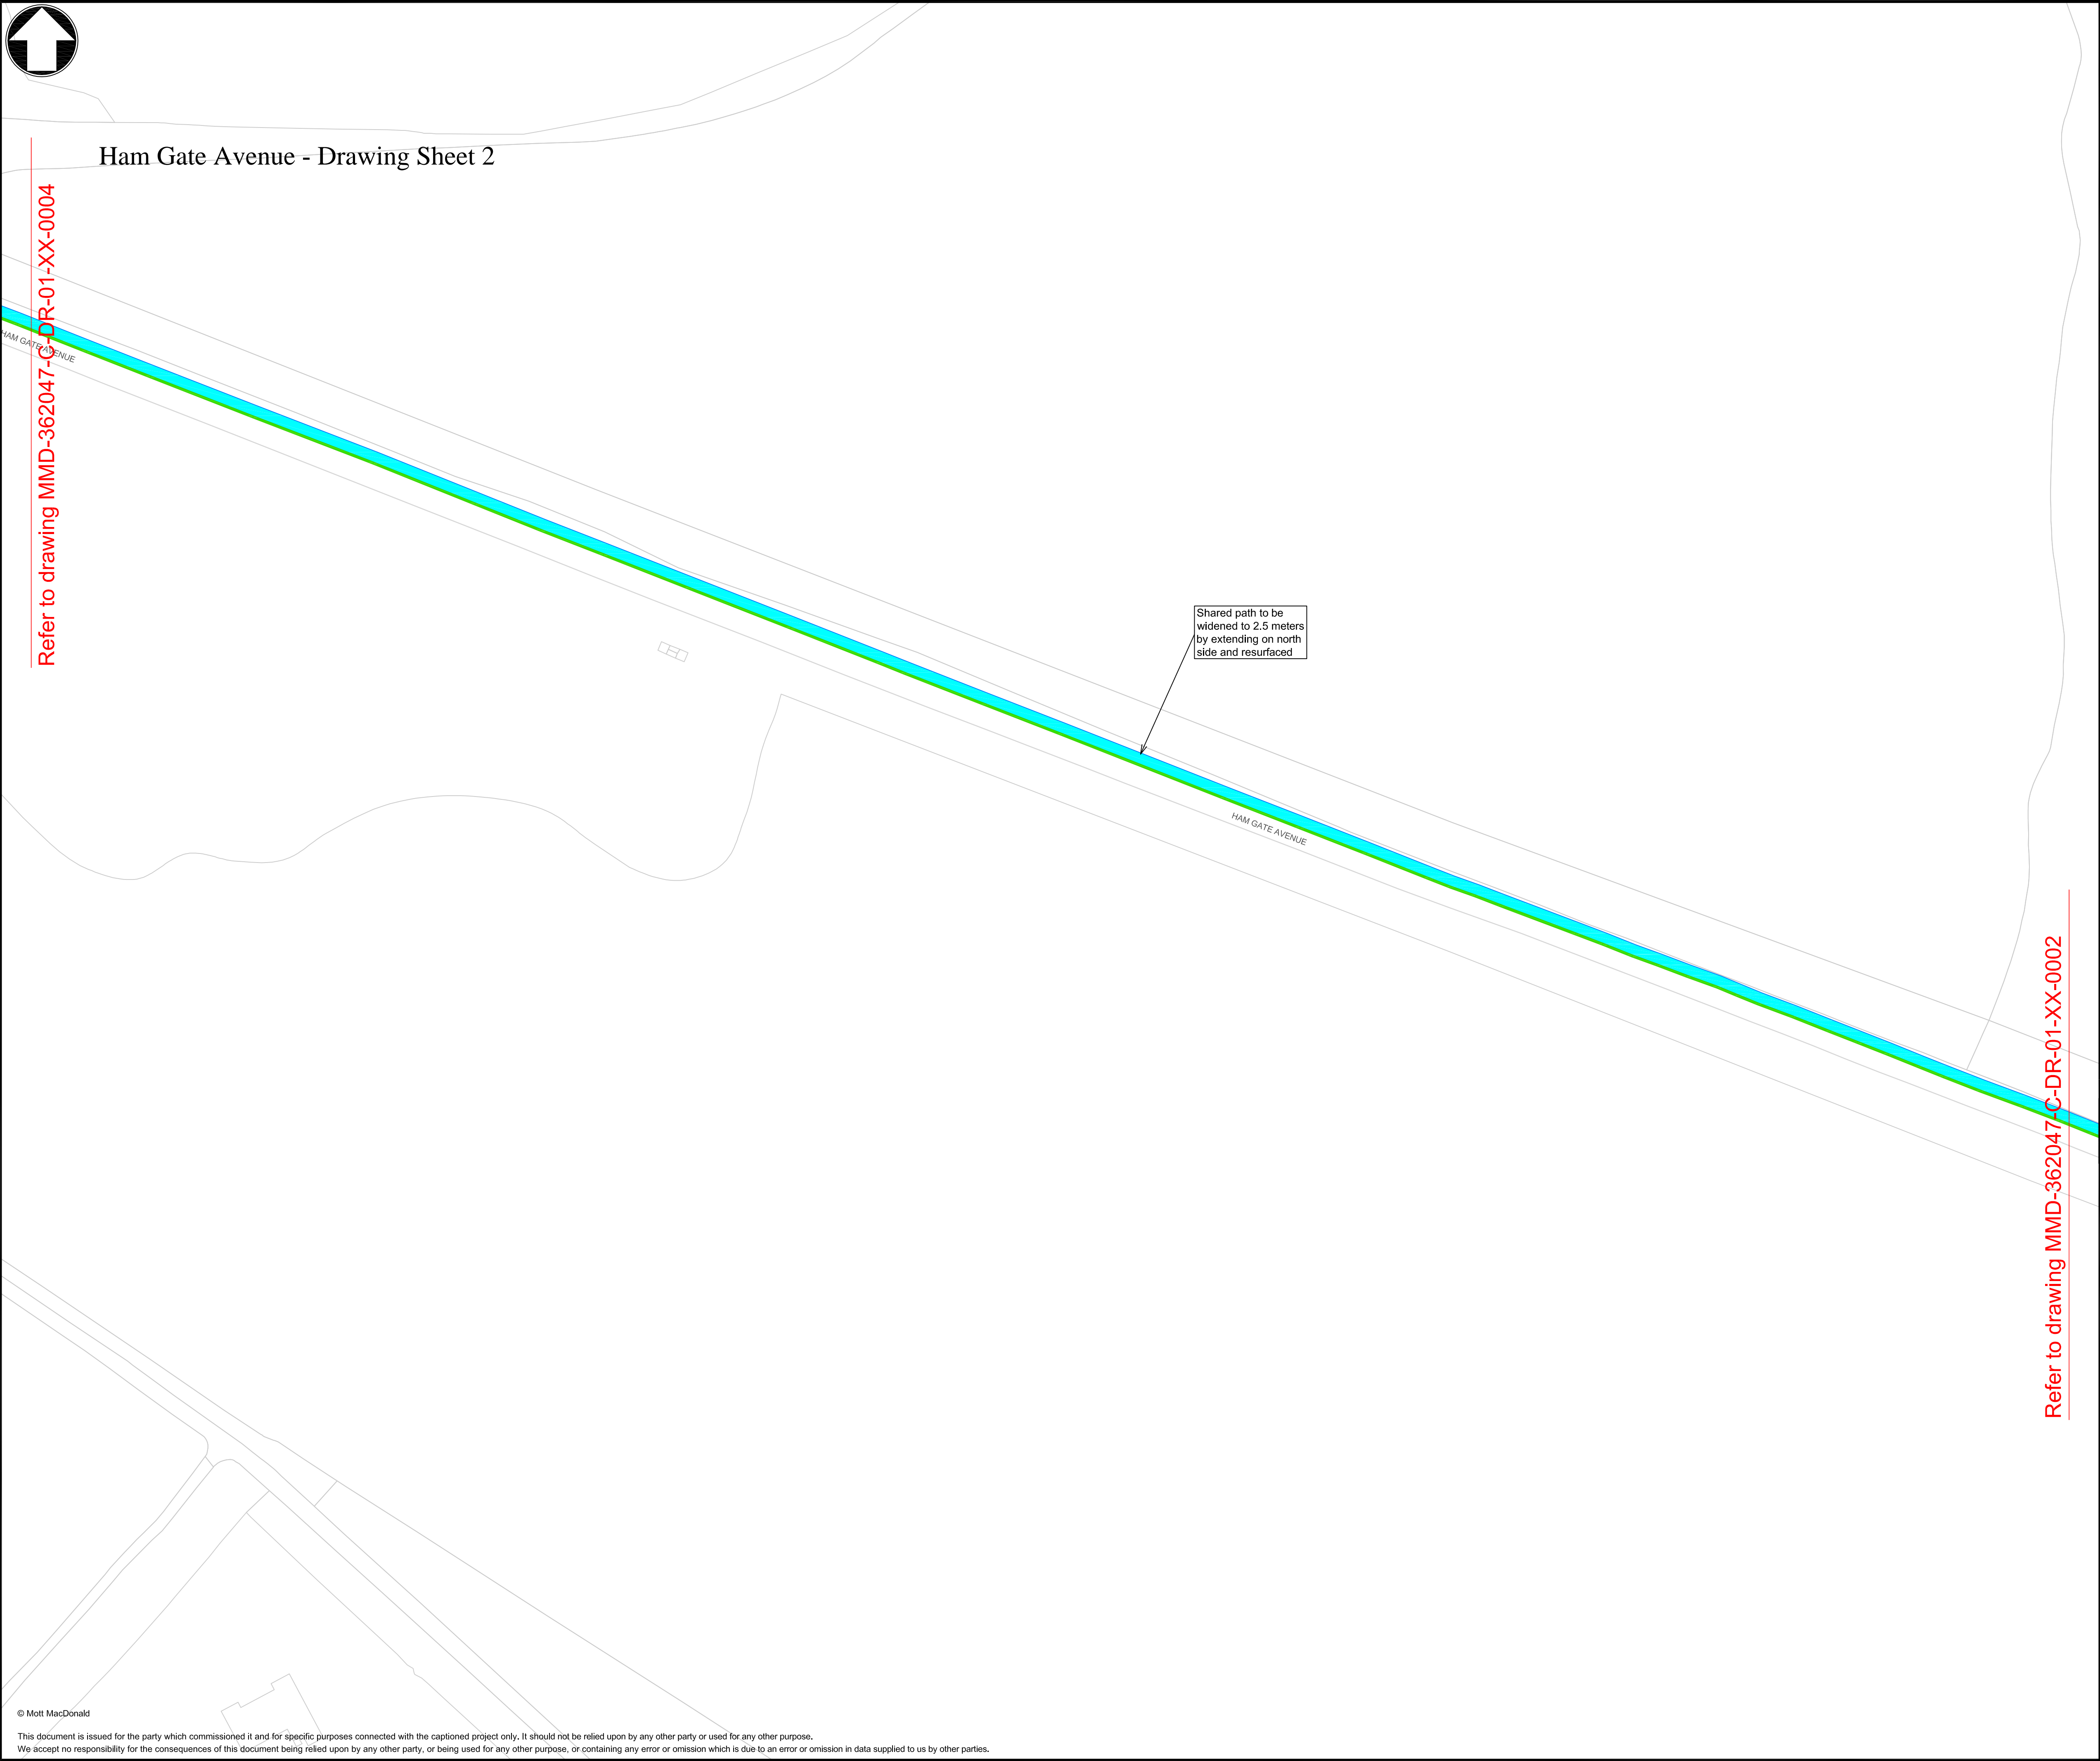 Ham Gate Avenue - Drawing Sheet 2
Refer to drawing MMD-362047-C-DR-01-XX-0004
HAM GATE AVENUE
Shared path to be
widened to 2.5 meters
by extending on north
side and resurfaced
HAM GATE AVENUE
Refer to drawing MMD-362047-C-DR-01-XX-0002
© Mott MacDonald
This document is issued for the party which commissioned it and for specific purposes connected with the captioned project only. It should not be relied upon by any other party or used for any other purpose.
We accept no responsibility for the consequences of this document being relied upon by any other party, or being used for any other purpose, or containing any error or omission which is due to an error or omission in data supplied to us by other parties.